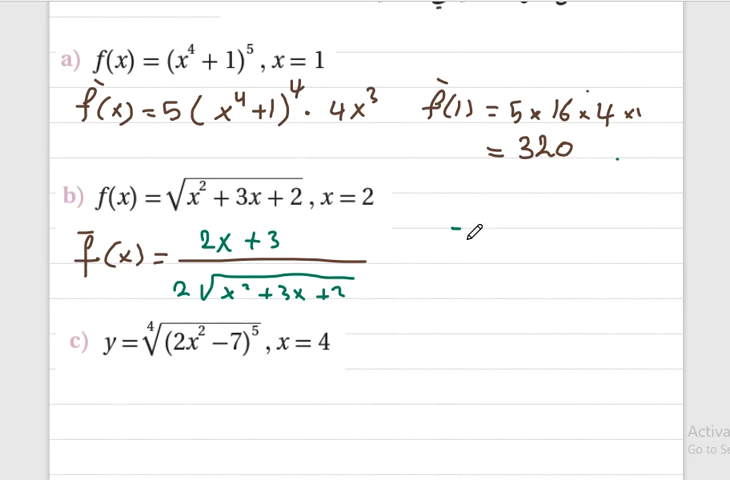 a) f(x) = (x⁴ + 1)⁵ , x = 1
f̀(x) = 5 ( x⁴ +1)⁴ · 4x³    f̀(1) = 5 × 16 × 4 × 1
= 320
b) f(x) = √(x² + 3x + 2) , x = 2
f̄(x) = (2x + 3) / (2 √(x² + 3x + 2))
c) y = ⁴√((2x² − 7)⁵) , x = 4
Activa
Go to Se